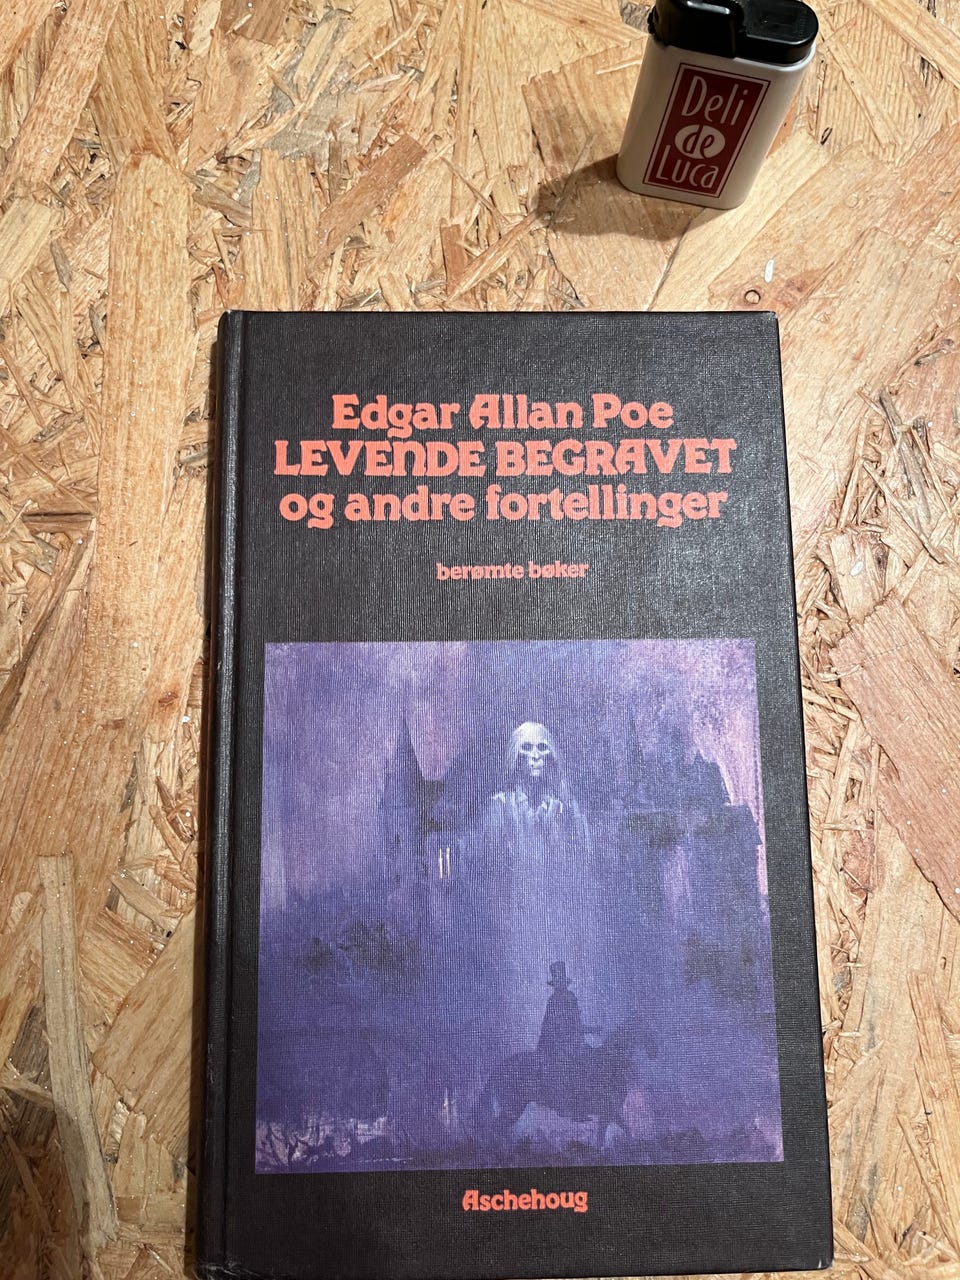 Deli
de
Luca
Edgar Allan Poe
LEVENDE BEGRAVET
og andre fortellinger
berømte bøker
Aschehoug